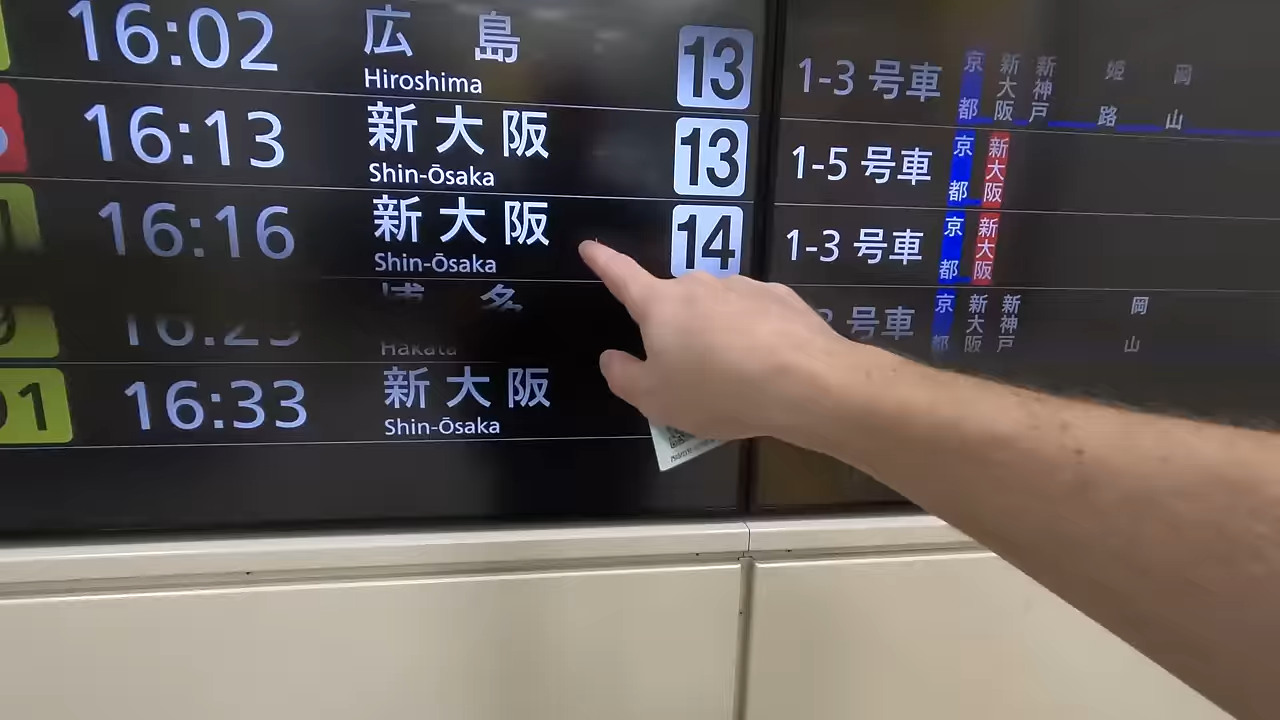 16:02 広島 13 1-3 号車 京都 新大阪 新神戸 姫路 岡山
Hiroshima
16:13 新大阪 13 1-5 号車 京都 新大阪
Shin-Ōsaka
16:16 新大阪 14 1-3 号車 京都 新大阪
Shin-Ōsaka
博多 号車 京都 新大阪 新神戸 岡山
Hakata
01 16:33 新大阪
Shin-Ōsaka